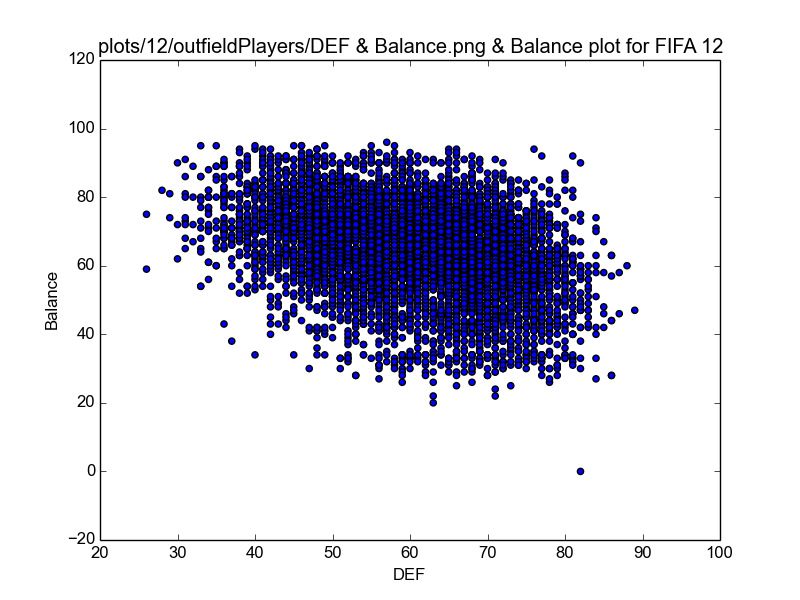 plots/12/outfieldPlayers/DEF & Balance.png & Balance plot for FIFA 12
120
100
80
60
40
20
0
−20
Balance
20 30 40 50 60 70 80 90 100
DEF